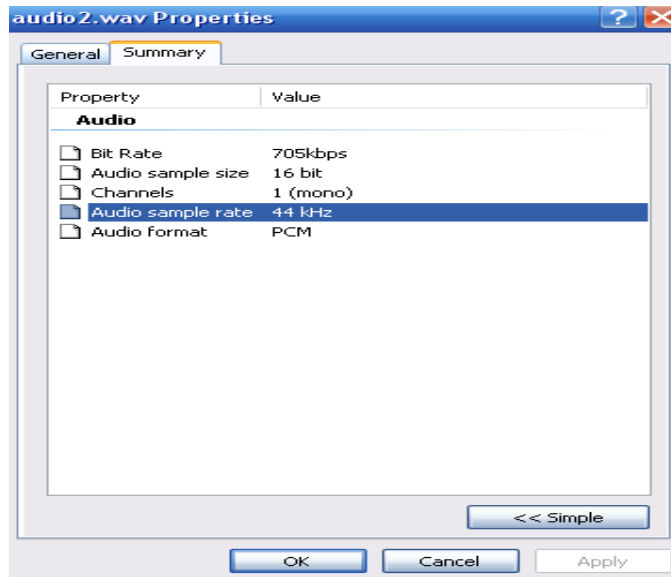 audio2.wav Properties
General Summary
Property Value
Audio
Bit Rate 705kbps
Audio sample size 16 bit
Channels 1 (mono)
Audio sample rate 44 kHz
Audio format PCM
<< Simple
OK Cancel Apply